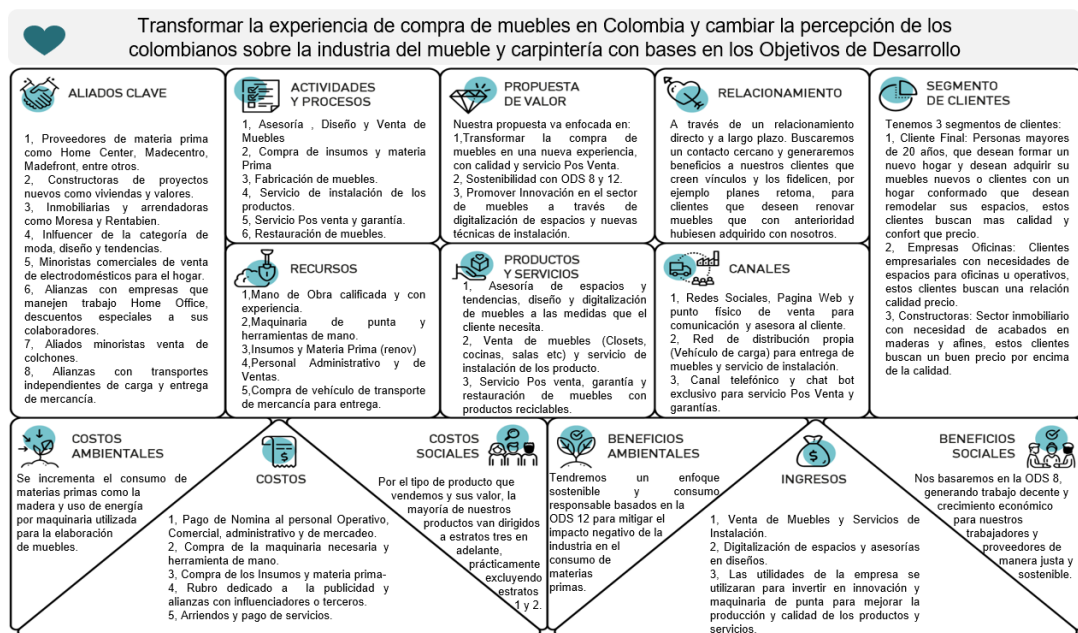 Transformar la experiencia de compra de muebles en Colombia y cambiar la percepción de los
colombianos sobre la industria del mueble y carpintería con bases en los Objetivos de Desarrollo
ALIADOS CLAVE
1, Proveedores de materia prima
como Home Center, Madecentro,
Madefront, entre otros.
2, Constructoras de proyectos
nuevos como viviendas y valores.
3, Inmobiliarias y arrendadoras
como Moresa y Rentabien.
4, Inlfuencer de la categoría de
moda, diseño y tendencias.
5, Minoristas comerciales de venta
de electrodomésticos para el hogar.
6, Alianzas con empresas que
manejen trabajo Home Office,
descuentos especiales a sus
colaboradores.
7, Aliados minoristas venta de
colchones.
8, Alianzas con transportes
independientes de carga y entrega
de mercancía.
ACTIVIDADES
Y PROCESOS
1, Asesoría , Diseño y Venta de
Muebles
2, Compra de insumos y materia
Prima
3, Fabricación de muebles.
4, Servicio de instalación de los
productos.
5, Servicio Pos venta y garantía.
6, Restauración de muebles.
RECURSOS
1,Mano de Obra calificada y con
experiencia.
2,Maquinaria de punta y
herramientas de mano.
3,Insumos y Materia Prima (renov)
4,Personal Administrativo y de
Ventas.
5,Compra de vehículo de transporte
de mercancía para entrega.
PROPUESTA
DE VALOR
Nuestra propuesta va enfocada en:
1,Transformar la compra de
muebles en una nueva experiencia,
con calidad y servicio Pos Venta.
2, Sostenibilidad con ODS 8 y 12.
3, Promover Innovación en el sector
de muebles a través de
digitalización de espacios y nuevas
técnicas de instalación.
PRODUCTOS
Y SERVICIOS
1, Asesoría de espacios y
tendencias, diseño y digitalización
de muebles a las medidas que el
cliente necesita.
2, Venta de muebles (Closets,
cocinas, salas etc) y servicio de
instalación de los producto.
3, Servicio Pos venta, garantía y
restauración de muebles con
productos reciclables.
RELACIONAMIENTO
A través de un relacionamiento
directo y a largo plazo. Buscaremos
un contacto cercano y generaremos
beneficios a nuestros clientes que
creen vínculos y los fidelicen, por
ejemplo planes retoma, para
clientes que deseen renovar
muebles que con anterioridad
hubiesen adquirido con nosotros.
CANALES
1, Redes Sociales, Pagina Web y
punto físico de venta para
comunicación y asesora al cliente.
2, Red de distribución propia
(Vehículo de carga) para entrega de
muebles y servicio de instalación.
3, Canal telefónico y chat bot
exclusivo para servicio Pos Venta y
garantías.
SEGMENTO
DE CLIENTES
Tenemos 3 segmentos de clientes:
1, Cliente Final: Personas mayores
de 20 años, que desean formar un
nuevo hogar y desean adquirir su
muebles nuevos o clientes con un
hogar conformado que desean
remodelar sus espacios, estos
clientes buscan mas calidad y
confort que precio.
2, Empresas Oficinas: Clientes
empresariales con necesidades de
espacios para oficinas u operativos,
estos clientes buscan una relación
calidad precio.
3, Constructoras: Sector inmobiliario
con necesidad de acabados en
maderas y afines, estos clientes
buscan un buen precio por encima
de la calidad.
COSTOS
AMBIENTALES
Se incrementa el consumo de
materias primas como la
madera y uso de energía
por maquinaria utilizada
para la elaboración
de muebles.
$
COSTOS
1, Pago de Nomina al personal Operativo,
Comercial, administrativo y de mercadeo.
2, Compra de la maquinaria necesaria y
herramienta de mano.
3, Compra de los Insumos y materia prima-
4, Rubro dedicado a la publicidad y
alianzas con influenciadores o terceros.
5, Arriendos y pago de servicios.
COSTOS
SOCIALES
Por el tipo de producto que
vendemos y sus valor, la
mayoría de nuestros
productos van dirigidos
a estratos tres en
adelante,
prácticamente
excluyendo
estratos
1 y 2.
BENEFICIOS
AMBIENTALES
Tendremos un enfoque
sostenible y consumo
responsable basados en la
ODS 12 para mitigar el
impacto negativo de la
industria en el
consumo de
materias
primas.
$
INGRESOS
1, Venta de Muebles y Servicios de
Instalación.
2, Digitalización de espacios y asesorías
en diseños.
3, Las utilidades de la empresa se
utilizaran para invertir en innovación y
maquinaria de punta para mejorar la
producción y calidad de los productos y
servicios.
BENEFICIOS
SOCIALES
Nos basaremos en la ODS 8,
generando trabajo decente y
crecimiento económico
para nuestros
trabajadores y
proveedores de
manera justa y
sostenible.